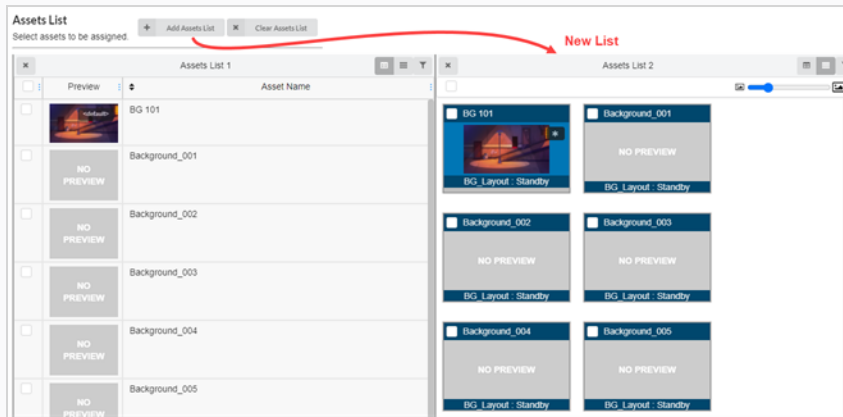 Assets List
Select assets to be assigned.
Add Assets List
Clear Assets List
New List
Assets List 1
Assets List 2
Preview
Asset Name
<default>
BG 101
NO PREVIEW
Background_001
NO PREVIEW
Background_002
NO PREVIEW
Background_003
NO PREVIEW
Background_004
NO PREVIEW
Background_005
BG 101
Background_001
NO PREVIEW
BG_Layout : Standby
BG_Layout : Standby
Background_002
Background_003
NO PREVIEW
NO PREVIEW
BG_Layout : Standby
BG_Layout : Standby
Background_004
Background_005
NO PREVIEW
NO PREVIEW
BG_Layout : Standby
BG_Layout : Standby